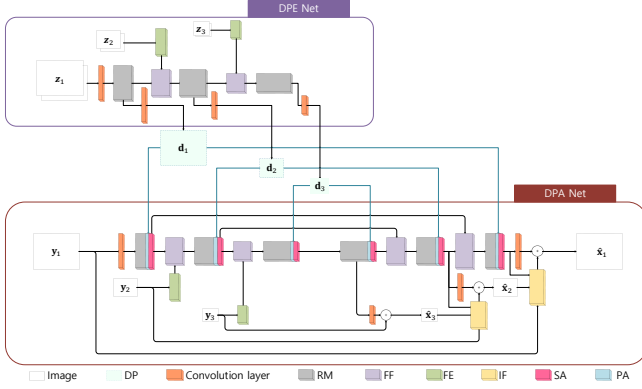 DPE Net
z₃
z₂
z₁
d₁
d₂
d₃
DPA Net
y₁
x̂₁
y₂
x̂₂
y₃
x̂₃
Image DP Convolution layer RM FF FE IF SA PA